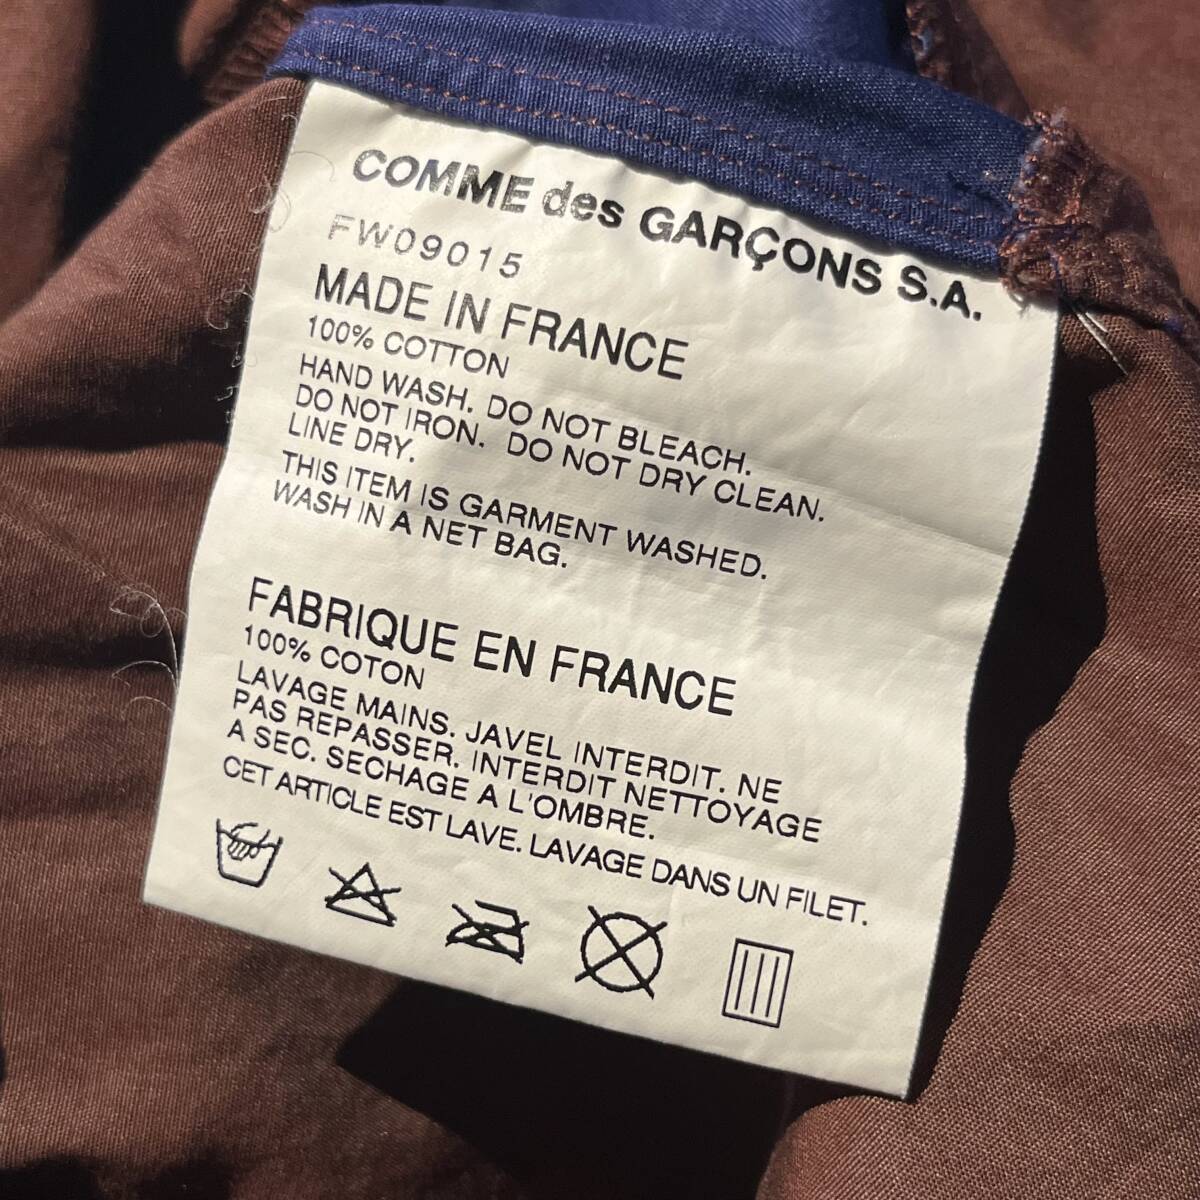 COMME des GARÇONS S.A.
FW09015
MADE IN FRANCE
100% COTTON
HAND WASH. DO NOT BLEACH.
DO NOT IRON. DO NOT DRY CLEAN.
LINE DRY.
THIS ITEM IS GARMENT WASHED.
WASH IN A NET BAG.
FABRIQUE EN FRANCE
100% COTON
LAVAGE MAINS. JAVEL INTERDIT. NE
PAS REPASSER. INTERDIT NETTOYAGE
A SEC. SECHAGE A L'OMBRE.
CET ARTICLE EST LAVE. LAVAGE DANS UN FILET.